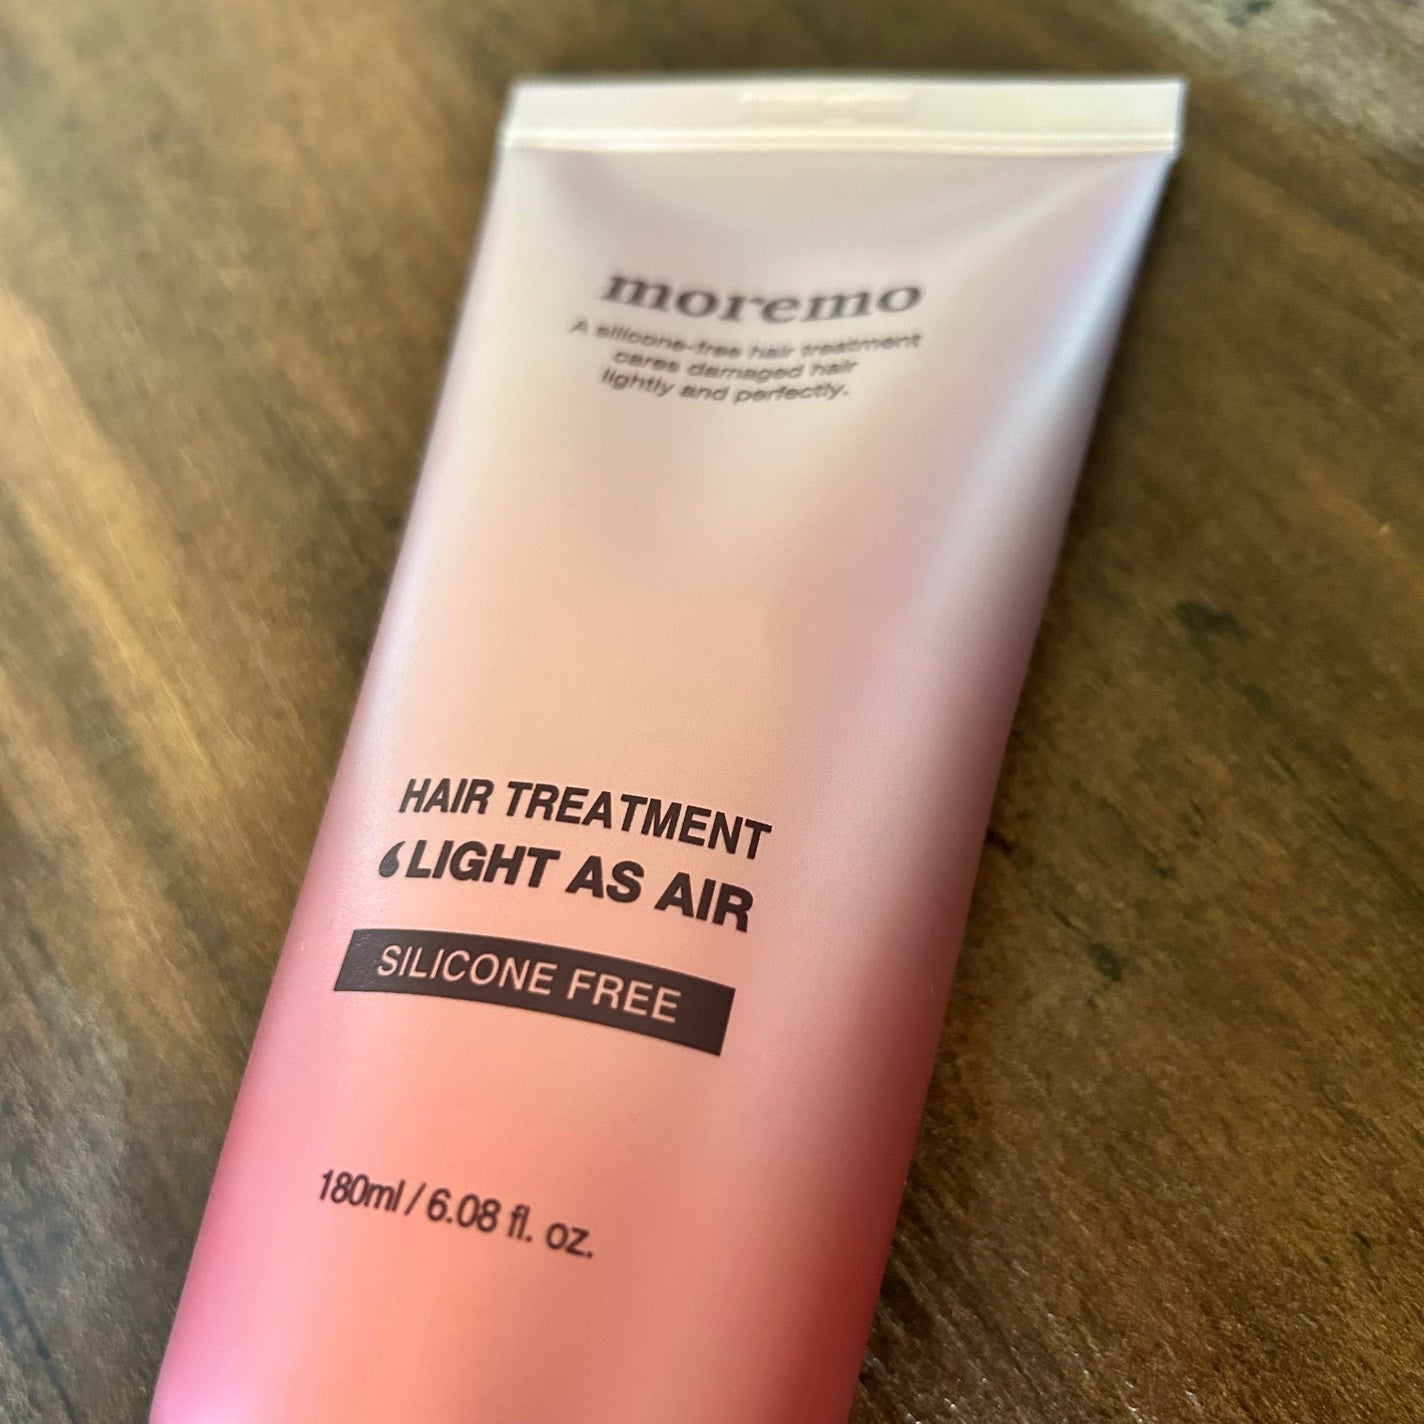 moremo
A silicone-free hair treatment
cares damaged hair
lightly and perfectly.
HAIR TREATMENT
‘LIGHT AS AIR
SILICONE FREE
180ml / 6.08 fl. oz.